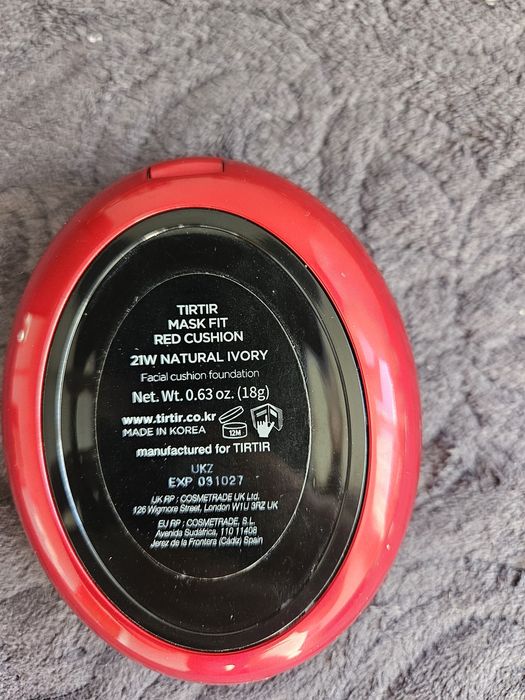 TIRTIR
MASK FIT
RED CUSHION
21W NATURAL IVORY
Facial cushion foundation
Net. Wt. 0.63 oz. (18g)
www.tirtir.co.kr
MADE IN KOREA
12M
manufactured for TIRTIR
UKZ
EXP 031027
UK RP : COSMETRADE UK Ltd.
126 Wigmore Street, London W1U 3RZ UK
EU RP : COSMETRADE, S.L.
Avenida Sudáfrica, 110 11408
Jerez de la Frontera (Cádiz) Spain